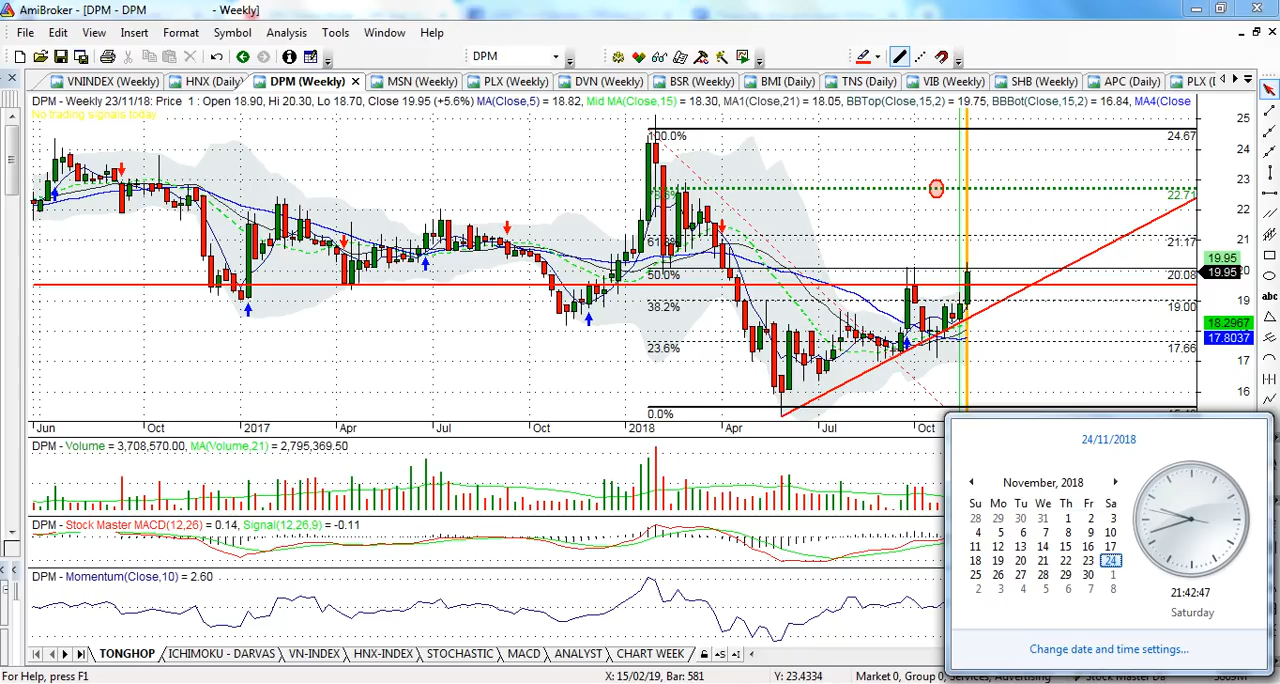 AmiBroker - [DPM - DPM - Weekly]
File Edit View Insert Format Symbol Analysis Tools Window Help
DPM
VNINDEX (Weekly) HNX (Daily) DPM (Weekly) MSN (Weekly) PLX (Weekly) DVN (Weekly) BSR (Weekly) BMI (Daily) TNS (Daily) VIB (Weekly) SHB (Weekly) APC (Daily) PLX (
DPM - Weekly 23/11/18: Price 1: Open 18.90, Hi 20.30, Lo 18.70, Close 19.95 (+5.6%) MA(Close,5) = 18.82, Mid MA(Close,15) = 18.30, MA1(Close,21) = 18.05, BBTop(Close,15,2) = 19.75, BBBot(Close,15,2) = 16.84, MA4(Close
No trading signals today
25
100.0% 24.67
24
23
22.71
22
61. 21.17
21
19.95
50.0% 20.08 19.95
19
38.2% 19.00
18.2967
17.8037
23.6% 17.66
17
16
0.0%
Jun Oct 2017 Apr Jul Oct 2018 Apr Jul Oct
DPM - Volume = 3,708,570.00, MA(Volume,21) = 2,795,369.50
DPM - Stock Master MACD(12,26) = 0.14, Signal(12,26,9) = -0.11
DPM - Momentum(Close,10) = 2.60
abc
24/11/2018
November, 2018
Su Mo Tu We Th Fr Sa
28 29 30 31 1 2 3
4 5 6 7 8 9 10
11 12 13 14 15 16 17
18 19 20 21 22 23 24
25 26 27 28 29 30 1
2 3 4 5 6 7 8
21:42:47
Saturday
Change date and time settings...
TONGHOP ICHIMOKU - DARVAS VN-INDEX HNX-INDEX STOCHASTIC MACD ANALYST CHART WEEK
For Help, press F1 X: 15/02/19, Bar: 581 Y: 23.4334 Market 0, Group 0, Services, Advertising Stock Master Db